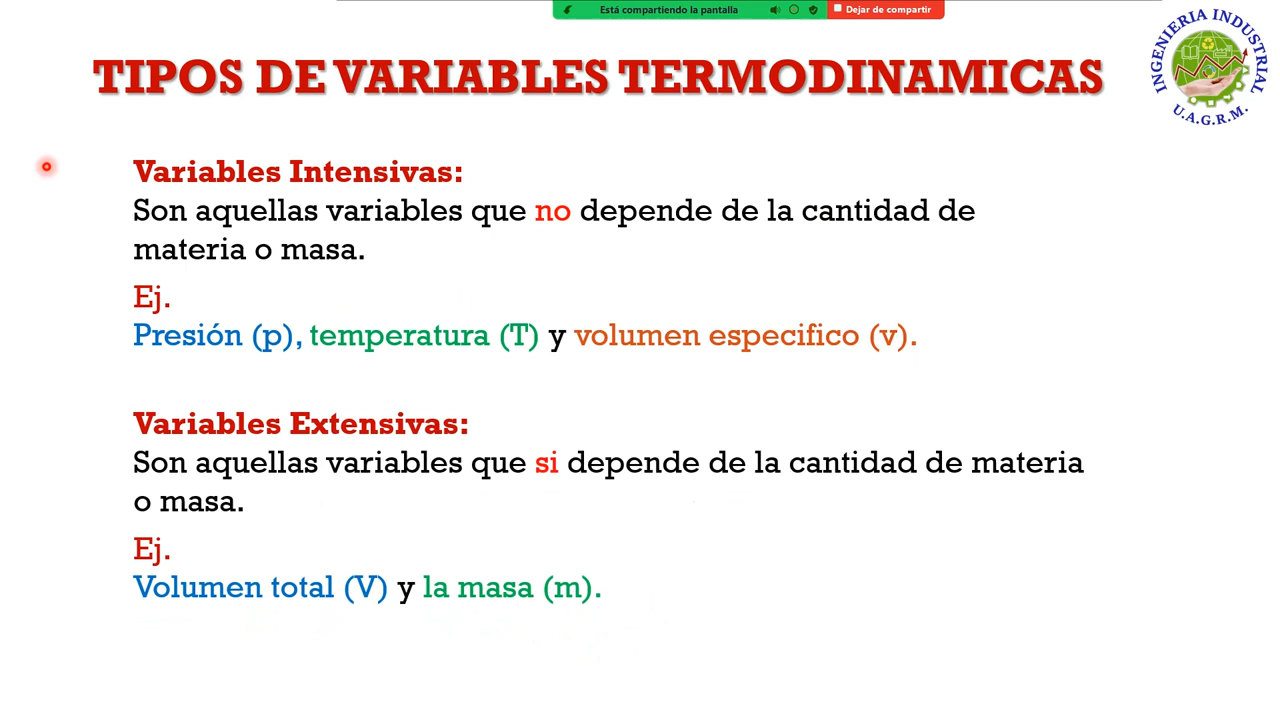 Está compartiendo la pantalla
Dejar de compartir
TIPOS DE VARIABLES TERMODINAMICAS
INGENIERIA INDUSTRIAL
U.A.G.R.M.
Variables Intensivas:
Son aquellas variables que no depende de la cantidad de
materia o masa.
Ej.
Presión (p), temperatura (T) y volumen especifico (v).
Variables Extensivas:
Son aquellas variables que si depende de la cantidad de materia
o masa.
Ej.
Volumen total (V) y la masa (m).